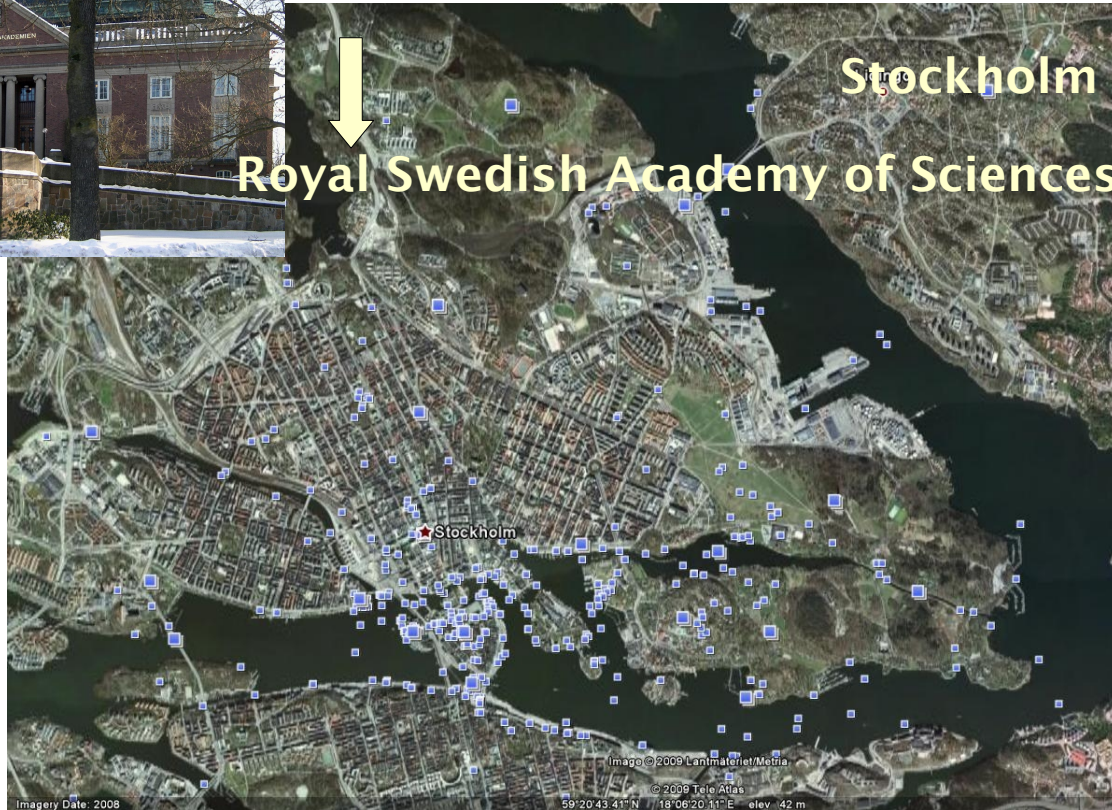 AKADEMIEN
Stockholm
Royal Swedish Academy of Sciences
Stockholm
Image © 2009 Lantmäteriet/Metria
© 2009 Tele Atlas
Imagery Date: 2008
59°20'43.41" N 18°06'20.11" E elev 42 m